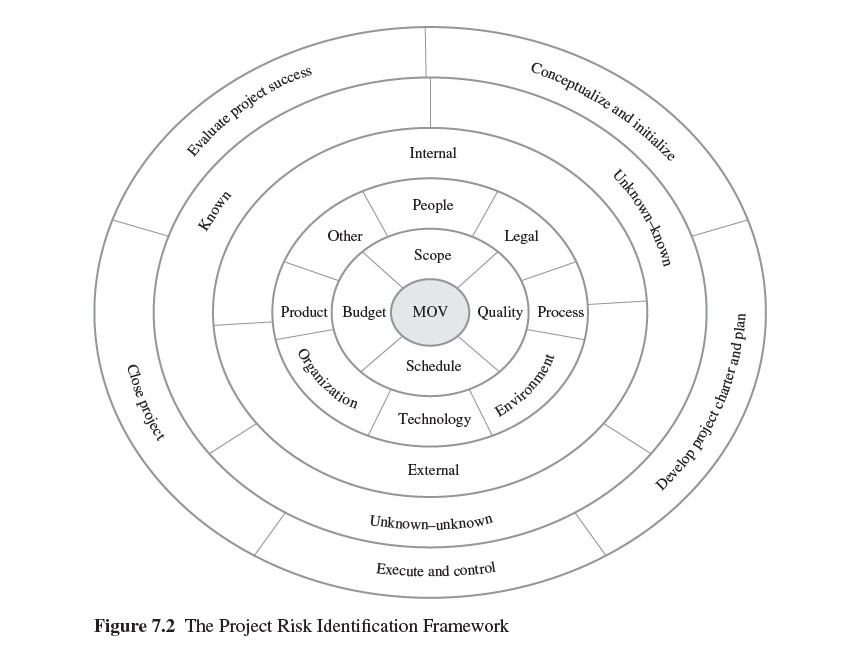 Evaluate project success
Conceptualize and initialize
Internal
Known
Unknown–known
People
Other
Legal
Scope
Product
Budget
MOV
Quality
Process
Schedule
Organization
Environment
Technology
Close project
Develop project charter and plan
External
Unknown–unknown
Execute and control
Figure 7.2 The Project Risk Identification Framework